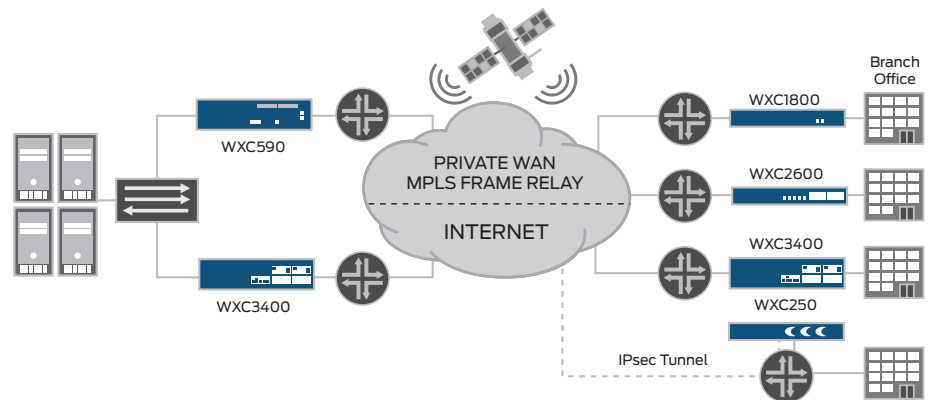 Branch
Office
WXC590
WXC3400
PRIVATE WAN
MPLS FRAME RELAY
INTERNET
WXC1800
WXC2600
WXC3400
WXC250
IPsec Tunnel